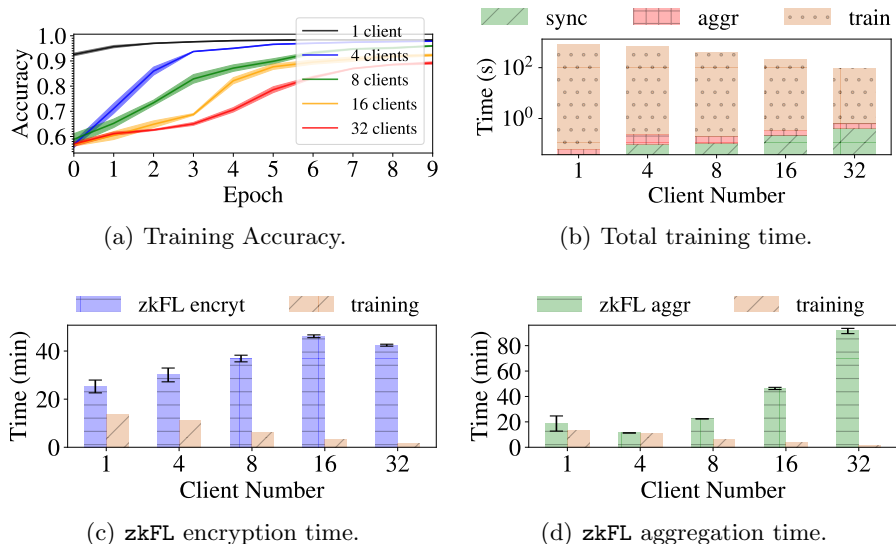 1 client
4 clients
8 clients
16 clients
32 clients
1.0
0.9
0.8
0.7
0.6
Accuracy
0 1 2 3 4 5 6 7 8 9
Epoch
(a) Training Accuracy.
sync aggr train
10²
10⁰
Time (s)
1 4 8 16 32
Client Number
(b) Total training time.
zkFL encryt training
40
20
0
Time (min)
1 4 8 16 32
Client Number
(c) zkFL encryption time.
zkFL aggr training
80
60
40
20
0
Time (min)
1 4 8 16 32
Client Number
(d) zkFL aggregation time.